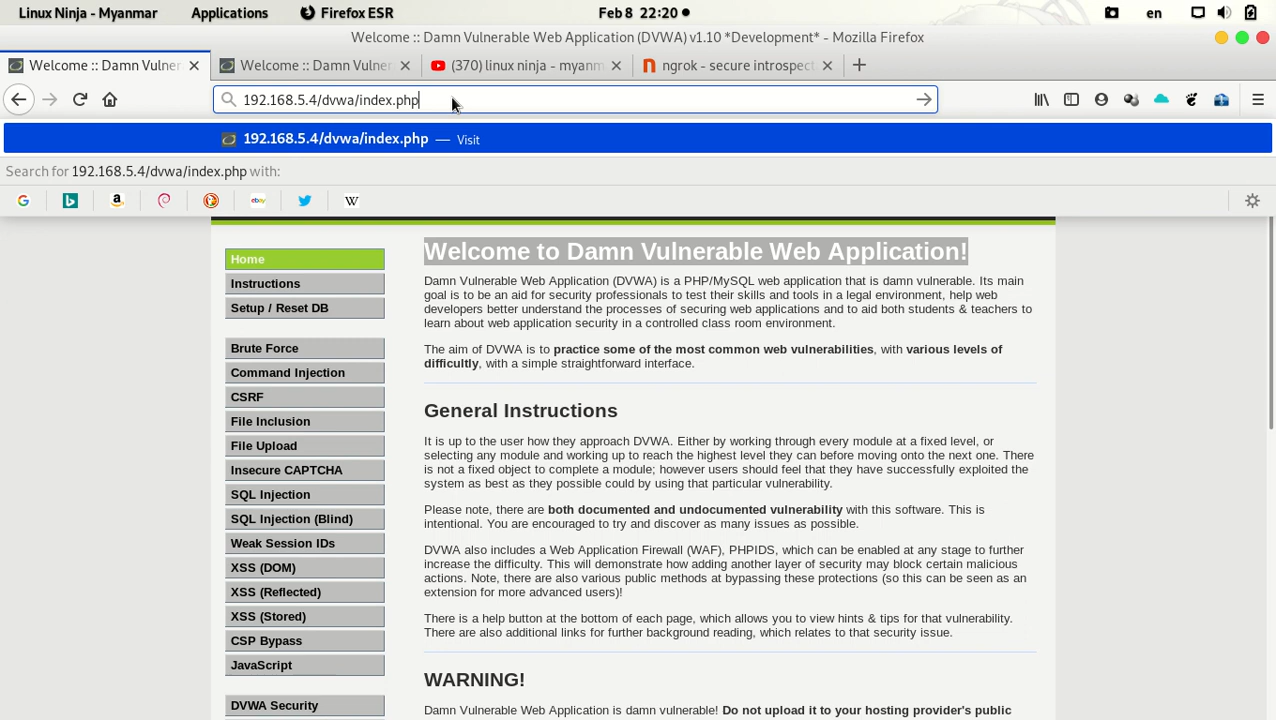 Linux Ninja - Myanmar Applications Firefox ESR Feb 8 22:20 en
Welcome :: Damn Vulnerable Web Application (DVWA) v1.10 *Development* - Mozilla Firefox
Welcome :: Damn Vulner Welcome :: Damn Vulner (370) linux ninja - myanm ngrok - secure introspect
192.168.5.4/dvwa/index.php
192.168.5.4/dvwa/index.php — Visit
Search for 192.168.5.4/dvwa/index.php with:
Welcome to Damn Vulnerable Web Application!
Damn Vulnerable Web Application (DVWA) is a PHP/MySQL web application that is damn vulnerable. Its main
goal is to be an aid for security professionals to test their skills and tools in a legal environment, help web
developers better understand the processes of securing web applications and to aid both students & teachers to
learn about web application security in a controlled class room environment.
The aim of DVWA is to practice some of the most common web vulnerabilities, with various levels of
difficultly, with a simple straightforward interface.
General Instructions
It is up to the user how they approach DVWA. Either by working through every module at a fixed level, or
selecting any module and working up to reach the highest level they can before moving onto the next one. There
is not a fixed object to complete a module; however users should feel that they have successfully exploited the
system as best as they possible could by using that particular vulnerability.
Please note, there are both documented and undocumented vulnerability with this software. This is
intentional. You are encouraged to try and discover as many issues as possible.
DVWA also includes a Web Application Firewall (WAF), PHPIDS, which can be enabled at any stage to further
increase the difficulty. This will demonstrate how adding another layer of security may block certain malicious
actions. Note, there are also various public methods at bypassing these protections (so this can be seen as an
extension for more advanced users)!
There is a help button at the bottom of each page, which allows you to view hints & tips for that vulnerability.
There are also additional links for further background reading, which relates to that security issue.
WARNING!
Damn Vulnerable Web Application is damn vulnerable! Do not upload it to your hosting provider's public
Home
Instructions
Setup / Reset DB
Brute Force
Command Injection
CSRF
File Inclusion
File Upload
Insecure CAPTCHA
SQL Injection
SQL Injection (Blind)
Weak Session IDs
XSS (DOM)
XSS (Reflected)
XSS (Stored)
CSP Bypass
JavaScript
DVWA Security